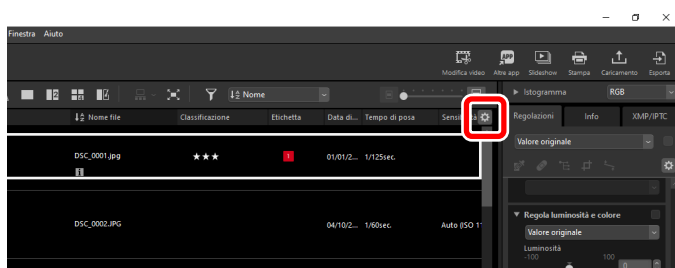 Finestra Aiuto
Modifica video Altre app Slideshow Stampa Caricamento Esporta
Nome
Istogramma RGB
Nome file Classificazione Etichetta Data di... Tempo di posa
Regolazioni Info XMP/IPTC
Valore originale
DSC_0001.jpg ★★★ 1 01/01/2... 1/125sec.
DSC_0002.JPG 04/10/2... 1/60sec. Auto (ISO 1
Regola luminosità e colore
Valore originale
Luminosità
-100 100
0